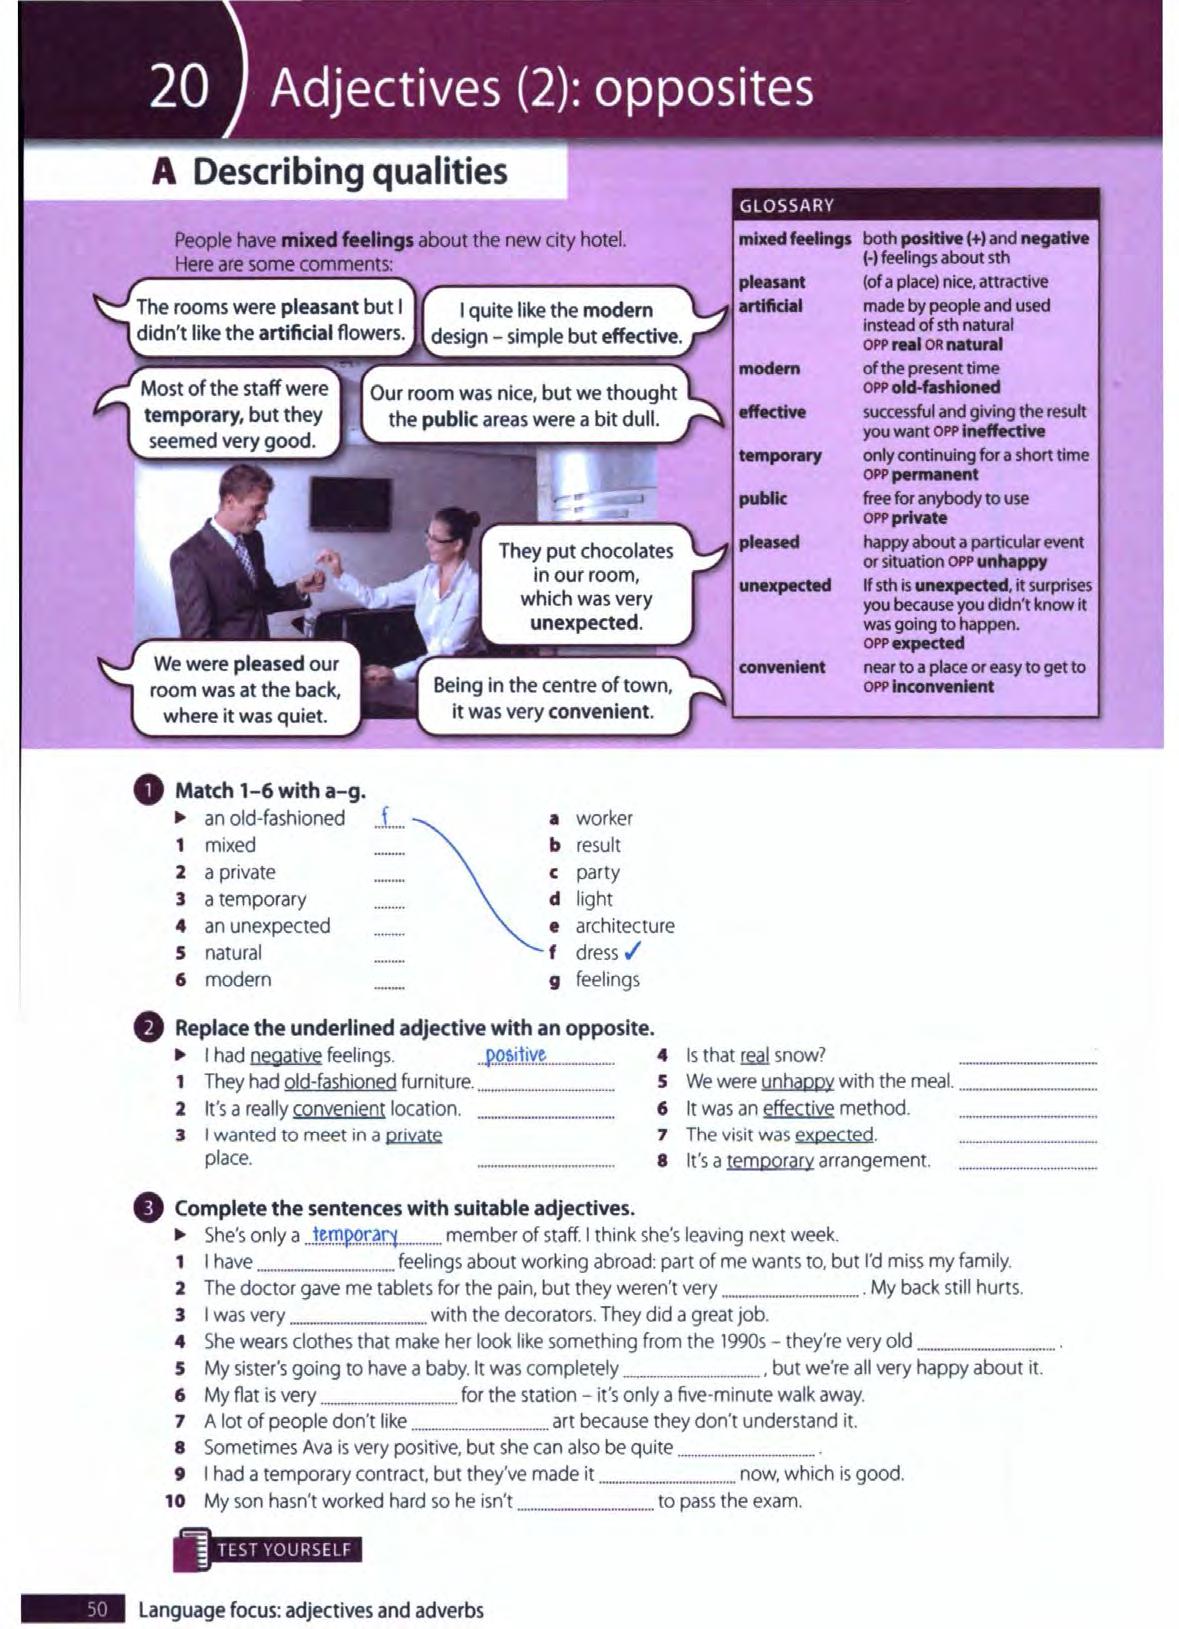 20 Adjectives (2): opposites
A Describing qualities
People have mixed feelings about the new city hotel.
Here are some comments:
The rooms were pleasant but I
didn't like the artificial flowers.
I quite like the modern
design – simple but effective.
Most of the staff were
temporary, but they
seemed very good.
Our room was nice, but we thought
the public areas were a bit dull.
They put chocolates
in our room,
which was very
unexpected.
We were pleased our
room was at the back,
where it was quiet.
Being in the centre of town,
it was very convenient.
GLOSSARY
mixed feelings both positive (+) and negative
(-) feelings about sth
pleasant (of a place) nice, attractive
artificial made by people and used
instead of sth natural
OPP real OR natural
modern of the present time
OPP old-fashioned
effective successful and giving the result
you want OPP ineffective
temporary only continuing for a short time
OPP permanent
public free for anybody to use
OPP private
pleased happy about a particular event
or situation OPP unhappy
unexpected If sth is unexpected, it surprises
you because you didn't know it
was going to happen.
OPP expected
convenient near to a place or easy to get to
OPP inconvenient
1 Match 1–6 with a–g.
▶ an old-fashioned f
1 mixed
2 a private
3 a temporary
4 an unexpected
5 natural
6 modern
a worker
b result
c party
d light
e architecture
f dress ✓
g feelings
2 Replace the underlined adjective with an opposite.
▶ I had negative feelings. positive
1 They had old-fashioned furniture.
2 It's a really convenient location.
3 I wanted to meet in a private
place.
4 Is that real snow?
5 We were unhappy with the meal.
6 It was an effective method.
7 The visit was expected.
8 It's a temporary arrangement.
3 Complete the sentences with suitable adjectives.
▶ She's only a temporary member of staff. I think she's leaving next week.
1 I have ........ feelings about working abroad: part of me wants to, but I'd miss my family.
2 The doctor gave me tablets for the pain, but they weren't very ........ . My back still hurts.
3 I was very ........ with the decorators. They did a great job.
4 She wears clothes that make her look like something from the 1990s – they're very old ........ .
5 My sister's going to have a baby. It was completely ........ , but we're all very happy about it.
6 My flat is very ........ for the station – it's only a five-minute walk away.
7 A lot of people don't like ........ art because they don't understand it.
8 Sometimes Ava is very positive, but she can also be quite ........ .
9 I had a temporary contract, but they've made it ........ now, which is good.
10 My son hasn't worked hard so he isn't ........ to pass the exam.
TEST YOURSELF
50 Language focus: adjectives and adverbs